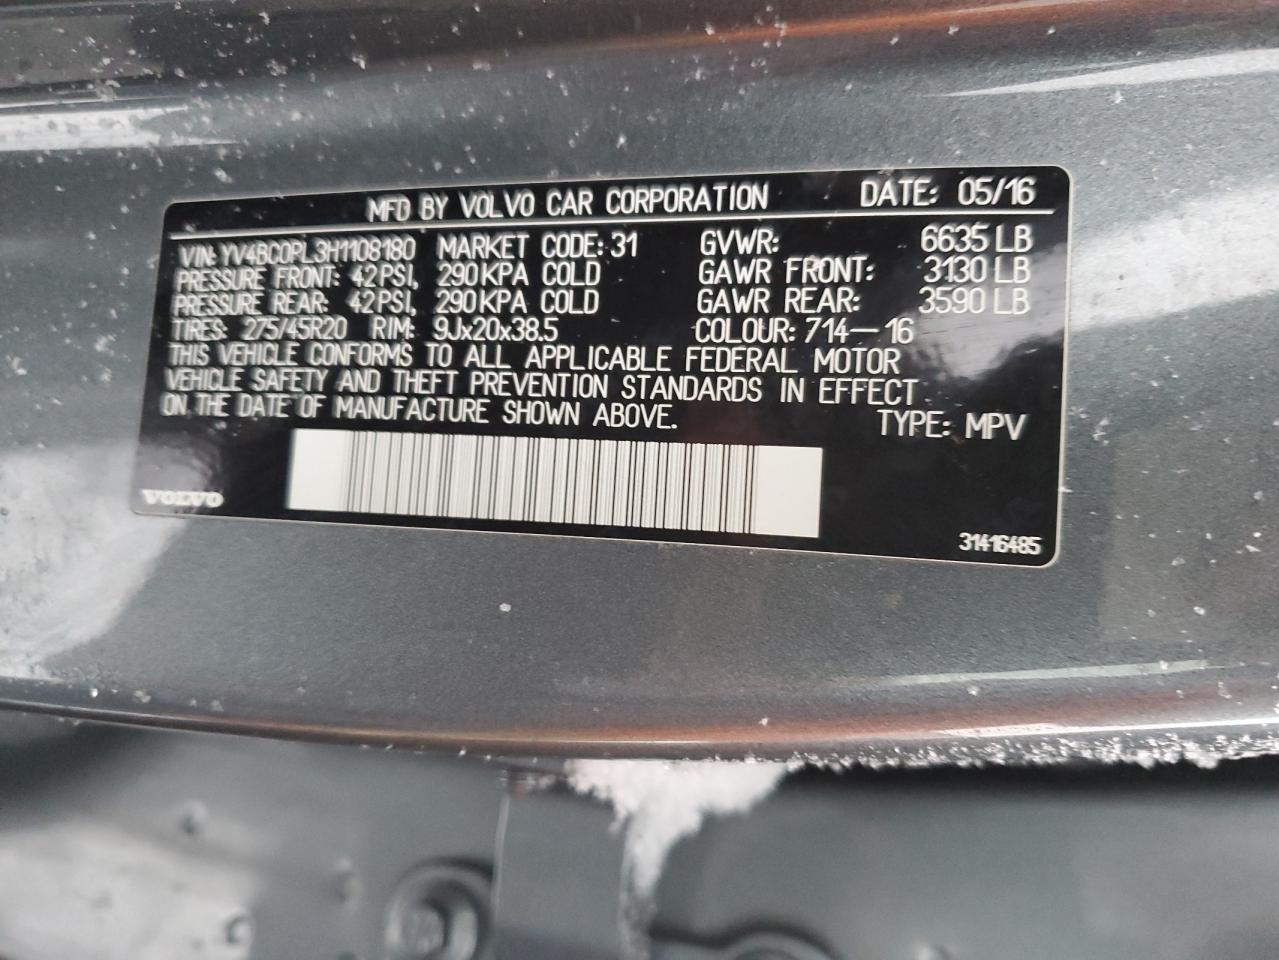 MFD BY VOLVO CAR CORPORATION DATE: 05/16
VIN: YV4BC0PL3H1108180 MARKET CODE: 31 GVWR: 6635 LB
PRESSURE FRONT: 42 PSI, 290 KPA COLD GAWR FRONT: 3130 LB
PRESSURE REAR: 42 PSI, 290 KPA COLD GAWR REAR: 3590 LB
TIRES: 275/45R20 RIM: 9Jx20x38.5 COLOUR: 714-16
THIS VEHICLE CONFORMS TO ALL APPLICABLE FEDERAL MOTOR
VEHICLE SAFETY AND THEFT PREVENTION STANDARDS IN EFFECT
ON THE DATE OF MANUFACTURE SHOWN ABOVE. TYPE: MPV
VOLVO
31416485